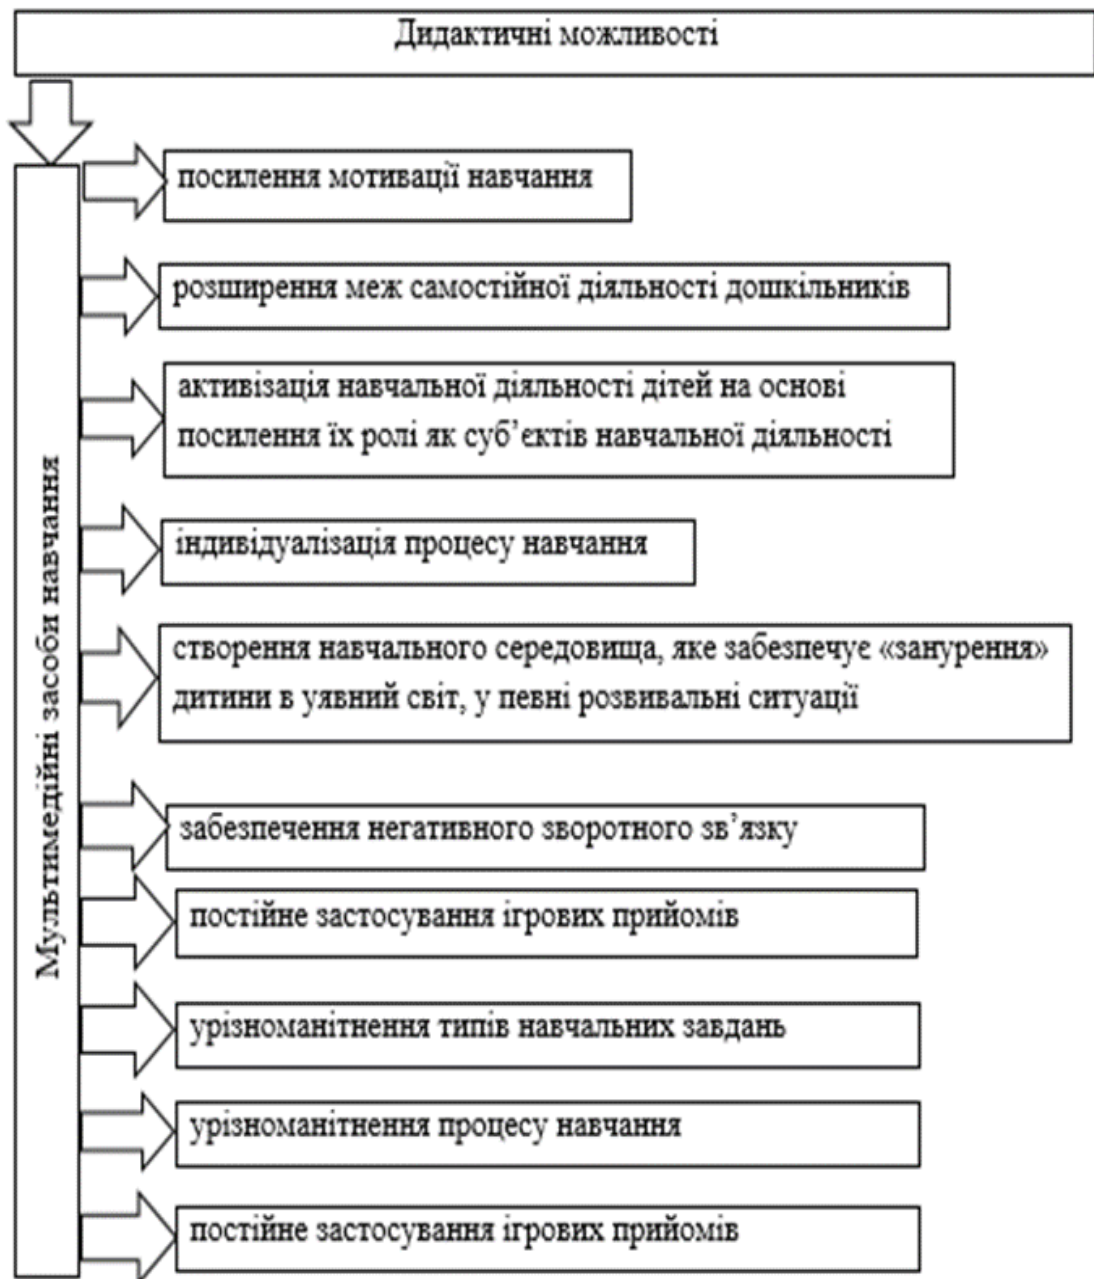 Дидактичні можливості
Мультимедійні засоби навчання
посилення мотивації навчання
розширення меж самостійної діяльності дошкільників
активізація навчальної діяльності дітей на основі
посилення їх ролі як суб’єктів навчальної діяльності
індивідуалізація процесу навчання
створення навчального середовища, яке забезпечує «занурення»
дитини в уявний світ, у певні розвивальні ситуації
забезпечення негативного зворотного зв’язку
постійне застосування ігрових прийомів
урізноманітнення типів навчальних завдань
урізноманітнення процесу навчання
постійне застосування ігрових прийомів